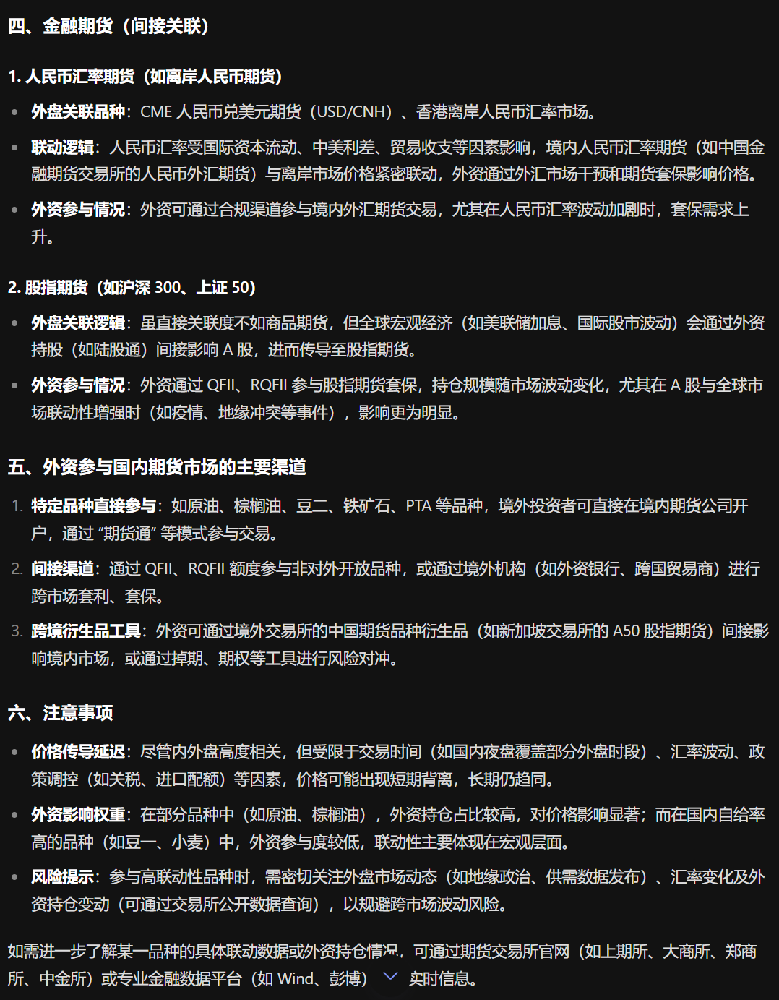 四、金融期货（间接关联）
1. 人民币汇率期货（如离岸人民币期货）
• 外盘关联品种：CME 人民币兑美元期货（USD/CNH）、香港离岸人民币汇率市场。
• 联动逻辑：人民币汇率受国际资本流动、中美利差、贸易收支等因素影响，境内人民币汇率期货（如中国金
融期货交易所的人民币外汇期货）与离岸市场价格紧密联动，外资通过外汇市场干预和期货套保影响价格。
• 外资参与情况：外资可通过合规渠道参与境内外汇期货交易，尤其在人民币汇率波动加剧时，套保需求上
升。
2. 股指期货（如沪深 300、上证 50）
• 外盘关联逻辑：虽直接关联度不如商品期货，但全球宏观经济（如美联储加息、国际股市波动）会通过外资
持股（如陆股通）间接影响 A 股，进而传导至股指期货。
• 外资参与情况：外资通过 QFII、RQFII 参与股指期货套保，持仓规模随市场波动变化，尤其在 A 股与全球市
场联动性增强时（如疫情、地缘冲突等事件），影响更为明显。
五、外资参与国内期货市场的主要渠道
1. 特定品种直接参与：如原油、棕榈油、豆二、铁矿石、PTA 等品种，境外投资者可直接在境内期货公司开
户，通过 “期货通” 等模式参与交易。
2. 间接渠道：通过 QFII、RQFII 额度参与非对外开放品种，或通过境外机构（如外资银行、跨国贸易商）进行
跨市场套利、套保。
3. 跨境衍生品工具：外资可通过境外交易所的中国期货品种衍生品（如新加坡交易所的 A50 股指期货）间接影
响境内市场，或通过掉期、期权等工具进行风险对冲。
六、注意事项
• 价格传导延迟：尽管内外盘高度相关，但受限于交易时间（如国内夜盘覆盖部分外盘时段）、汇率波动、政
策调控（如关税、进口配额）等因素，价格可能出现短期背离，长期仍趋同。
• 外资影响权重：在部分品种中（如原油、棕榈油），外资持仓占比较高，对价格影响显著；而在国内自给率
高的品种（如豆一、小麦）中，外资参与度较低，联动性主要体现在宏观层面。
• 风险提示：参与高联动性品种时，需密切关注外盘市场动态（如地缘政治、供需数据发布）、汇率变化及外
资持仓变动（可通过交易所公开数据查询），以规避跨市场波动风险。
如需进一步了解某一品种的具体联动数据或外资持仓情况，可通过期货交易所官网（如上期所、大商所、郑商
所、中金所）或专业金融数据平台（如 Wind、彭博） 实时信息。